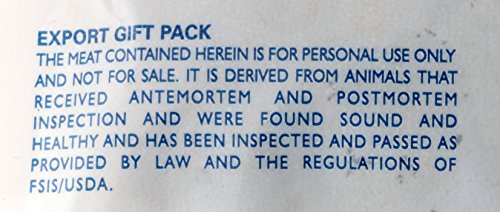 EXPORT GIFT PACK
THE MEAT CONTAINED HEREIN IS FOR PERSONAL USE ONLY
AND NOT FOR SALE. IT IS DERIVED FROM ANIMALS THAT
RECEIVED ANTEMORTEM AND POSTMORTEM
INSPECTION AND WERE FOUND SOUND AND
HEALTHY AND HAS BEEN INSPECTED AND PASSED AS
PROVIDED BY LAW AND THE REGULATIONS OF
FSIS/USDA.